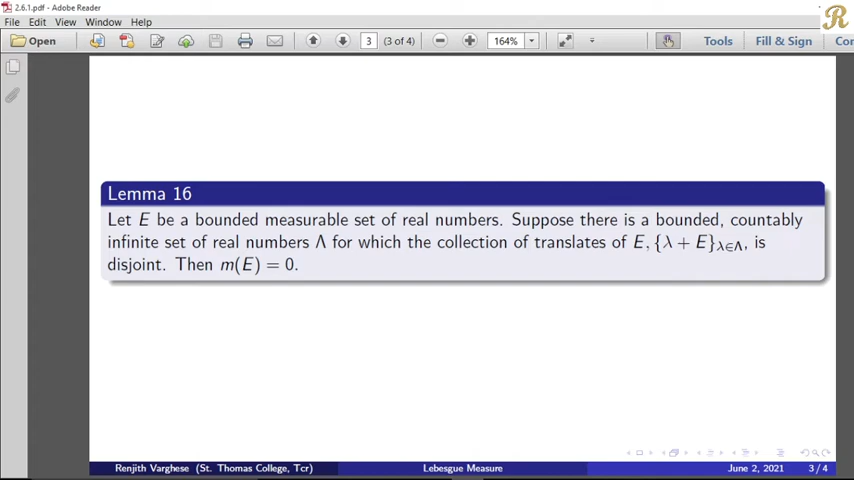 2.6.1.pdf - Adobe Reader
File Edit View Window Help
Open 3 (3 of 4) 164% Tools Fill & Sign
R
Lemma 16
Let E be a bounded measurable set of real numbers. Suppose there is a bounded, countably
infinite set of real numbers Λ for which the collection of translates of E, {λ + E}λ∈Λ, is
disjoint. Then m(E) = 0.
Renjith Varghese (St. Thomas College, Tcr) Lebesgue Measure June 2, 2021 3 / 4